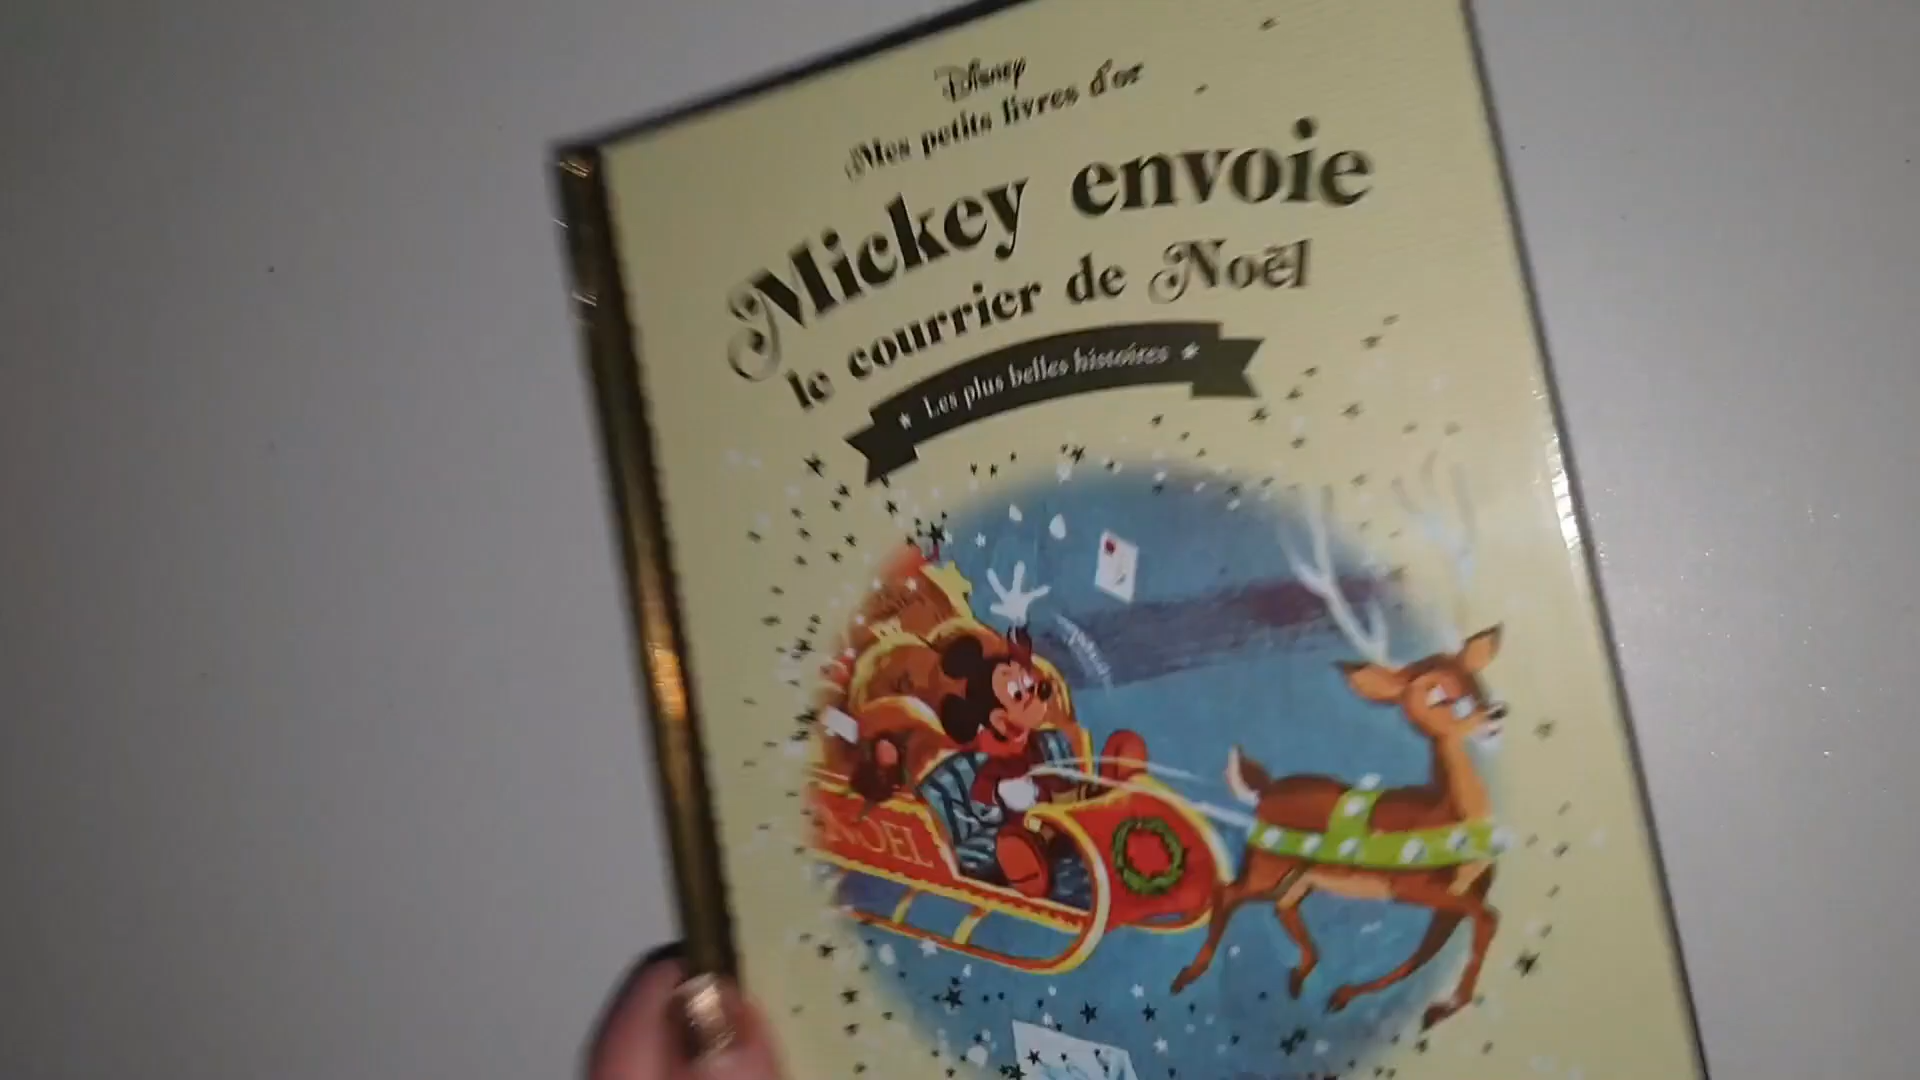 Disney
Mes petits livres d'or
Mickey envoie
le courrier de Noël
Les plus belles histoires
NOËL